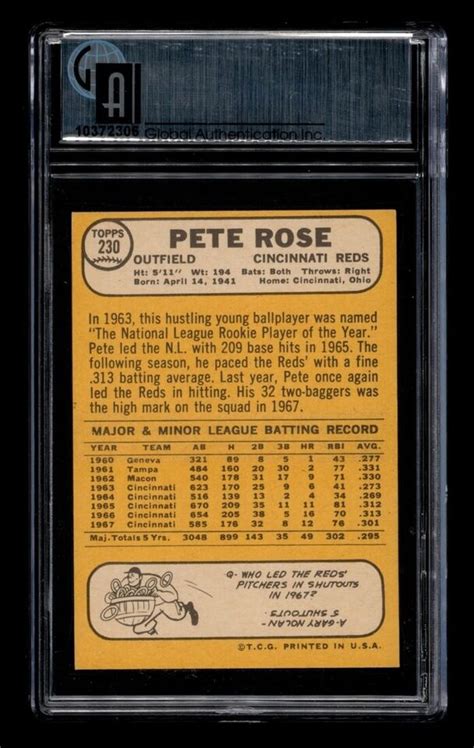 GA
10372306 Global Authentication Inc.
TOPPS
230
PETE ROSE
OUTFIELD CINCINNATI REDS
Ht: 5'11" Wt: 194 Bats: Both Throws: Right
Born: April 14, 1941 Home: Cincinnati, Ohio
In 1963, this hustling young ballplayer was named
"The National League Rookie Player of the Year."
Pete led the N.L. with 209 base hits in 1965. The
following season, he paced the Reds' with a fine
.313 batting average. Last year, Pete once again
led the Reds in hitting. His 32 two-baggers was
the high mark on the squad in 1967.
MAJOR & MINOR LEAGUE BATTING RECORD
YEAR TEAM AB H 2B 3B HR RBI AVG.
1960 Geneva 321 89 8 5 1 43 .277
1961 Tampa 484 160 20 30 2 77 .331
1962 Macon 540 178 31 17 9 71 .330
1963 Cincinnati 623 170 25 9 6 41 .273
1964 Cincinnati 516 139 13 2 4 34 .269
1965 Cincinnati 670 209 35 11 11 81 .312
1966 Cincinnati 654 205 38 5 16 70 .313
1967 Cincinnati 585 176 32 8 12 76 .301
Maj. Totals 5 Yrs. 3048 899 143 35 49 302 .295
Q- WHO LED THE REDS'
PITCHERS IN SHUTOUTS
IN 1967?
A-GARY NOLAN
5 SHUTOUTS
©T.C.G. PRINTED IN U.S.A.